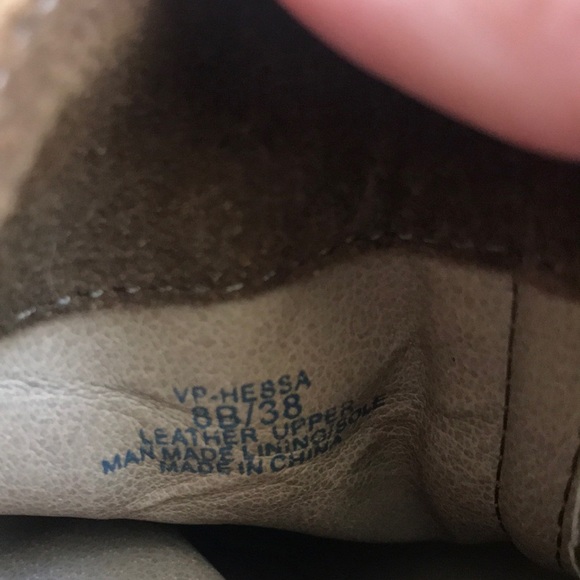 VP-HESSA
8B/38
LEATHER UPPER
MAN MADE LINING/SOLE
MADE IN CHINA